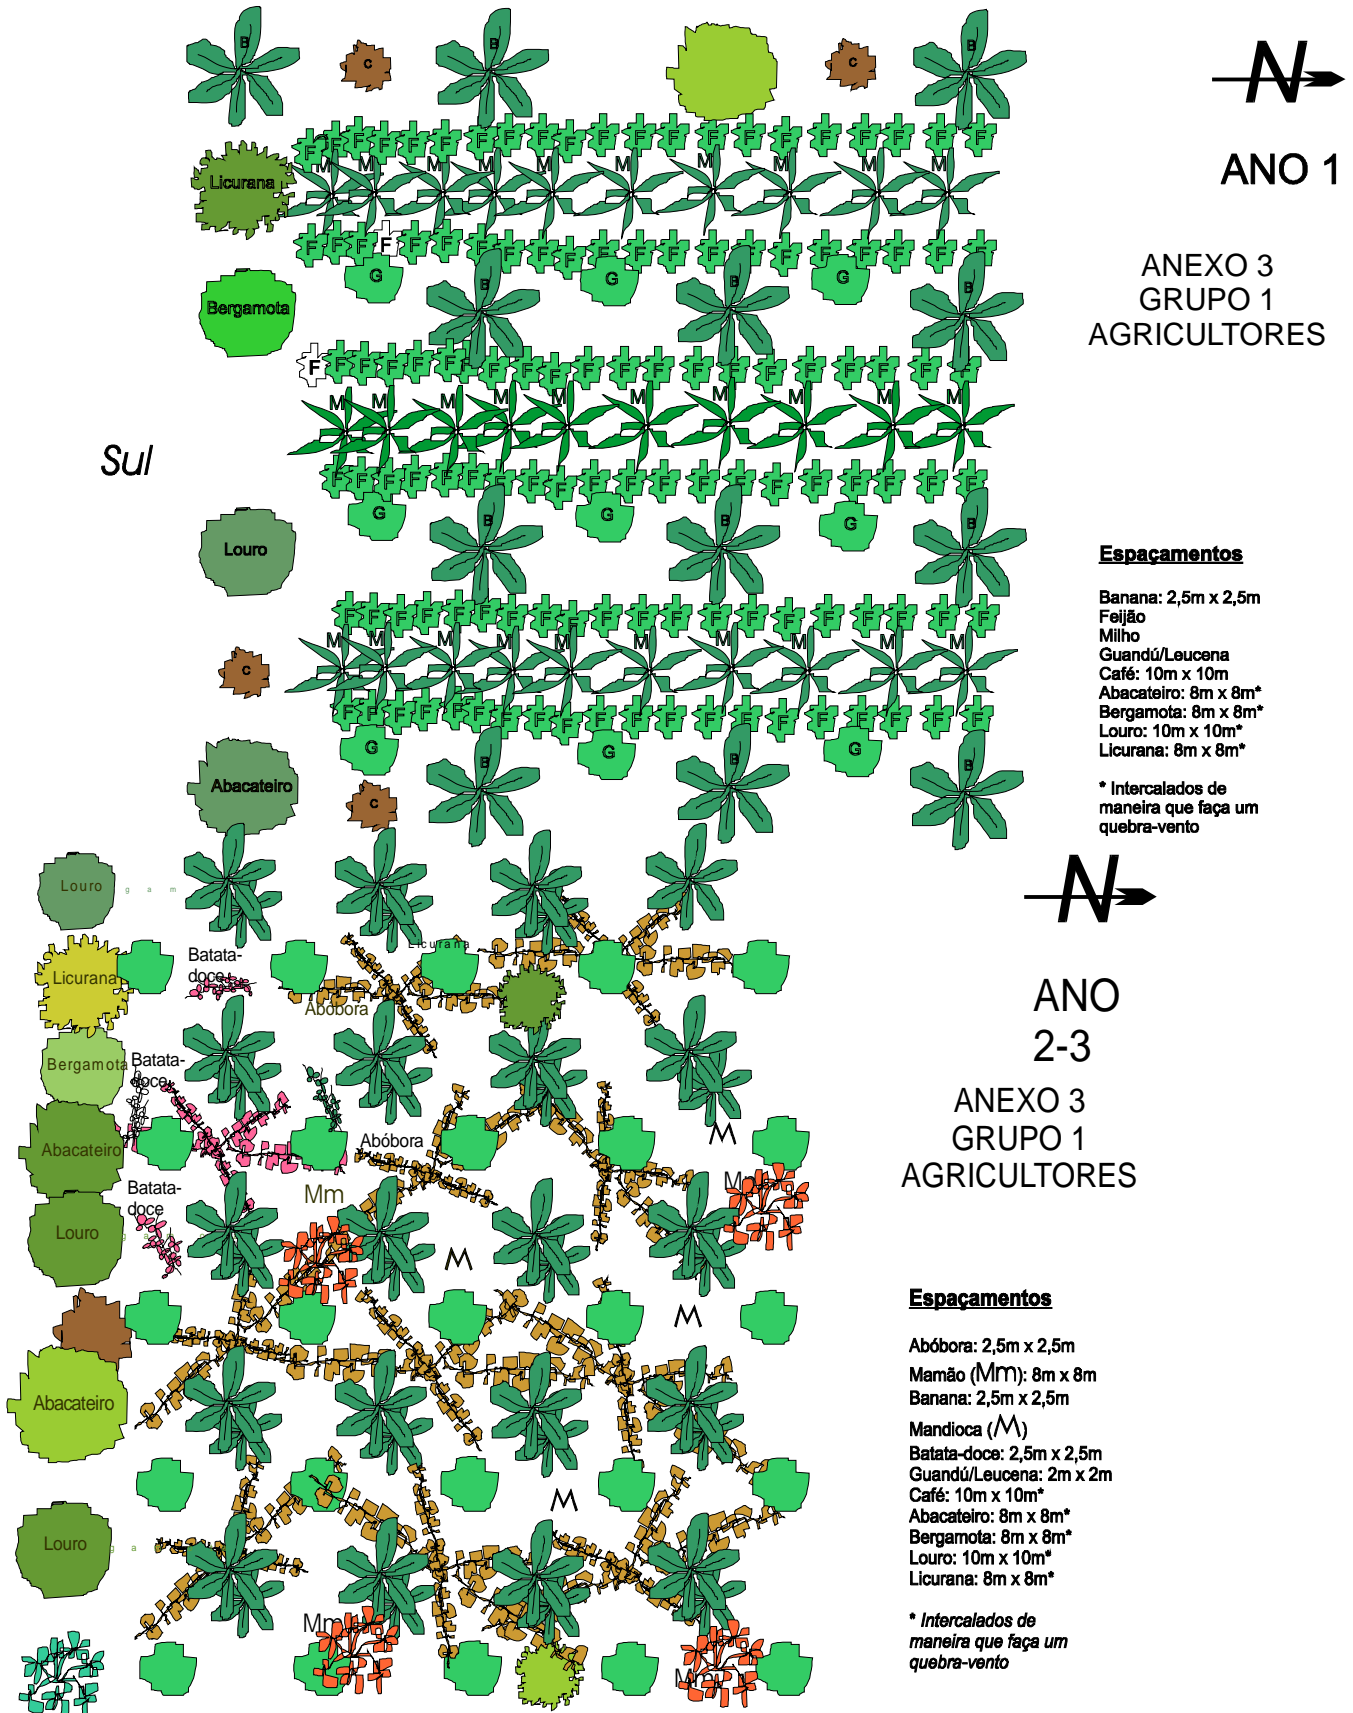 B
C
B
C
B
N
ANO 1
F F F F F F F F F F F F F F F F F F F F
Licurana
M M M M M M M M M M
F F F F F F F F F F F F F F F F F F F F
G G G
ANEXO 3
GRUPO 1
AGRICULTORES
Bergamota
B B B
F F F F F F F F F F F F F F F F F F F F
M M M M M M M M M M
Sul
F F F F F F F F F F F F F F F F F F F F
G G G
B B B
Louro
Espaçamentos
Banana: 2,5m x 2,5m
Feijão
Milho
Guandú/Leucena
Café: 10m x 10m
Abacateiro: 8m x 8m*
Bergamota: 8m x 8m*
Louro: 10m x 10m*
Licurana: 8m x 8m*
* Intercalados de
maneira que faça um
quebra-vento
F F F F F F F F F F F F F F F F F F F F
M M M M M M M M M M
C
F F F F F F F F F F F F F F F F F F F F
G G G
B B B
Abacateiro
C
N
Louro
g a m
Licurana
Batata-
doce
Licurana
Abóbora
ANO
2-3
ANEXO 3
GRUPO 1
AGRICULTORES
Bergamota
Batata-
doce
Abacateiro
Abóbora
M
Batata-
doce
Mm
Louro
M
M
Espaçamentos
Abóbora: 2,5m x 2,5m
Mamão (Mm): 8m x 8m
Banana: 2,5m x 2,5m
Mandioca (M)
Batata-doce: 2,5m x 2,5m
Guandú/Leucena: 2m x 2m
Café: 10m x 10m*
Abacateiro: 8m x 8m*
Bergamota: 8m x 8m*
Louro: 10m x 10m*
Licurana: 8m x 8m*
* Intercalados de
maneira que faça um
quebra-vento
Abacateiro
M
Louro
g a
Mm
Mm